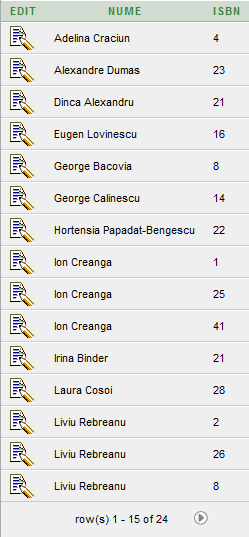 EDIT NUME ISBN
Adelina Craciun 4
Alexandre Dumas 23
Dinca Alexandru 21
Eugen Lovinescu 16
George Bacovia 8
George Calinescu 14
Hortensia Papadat-Bengescu 22
Ion Creanga 1
Ion Creanga 25
Ion Creanga 41
Irina Binder 21
Laura Cosoi 28
Liviu Rebreanu 2
Liviu Rebreanu 26
Liviu Rebreanu 8
row(s) 1 - 15 of 24